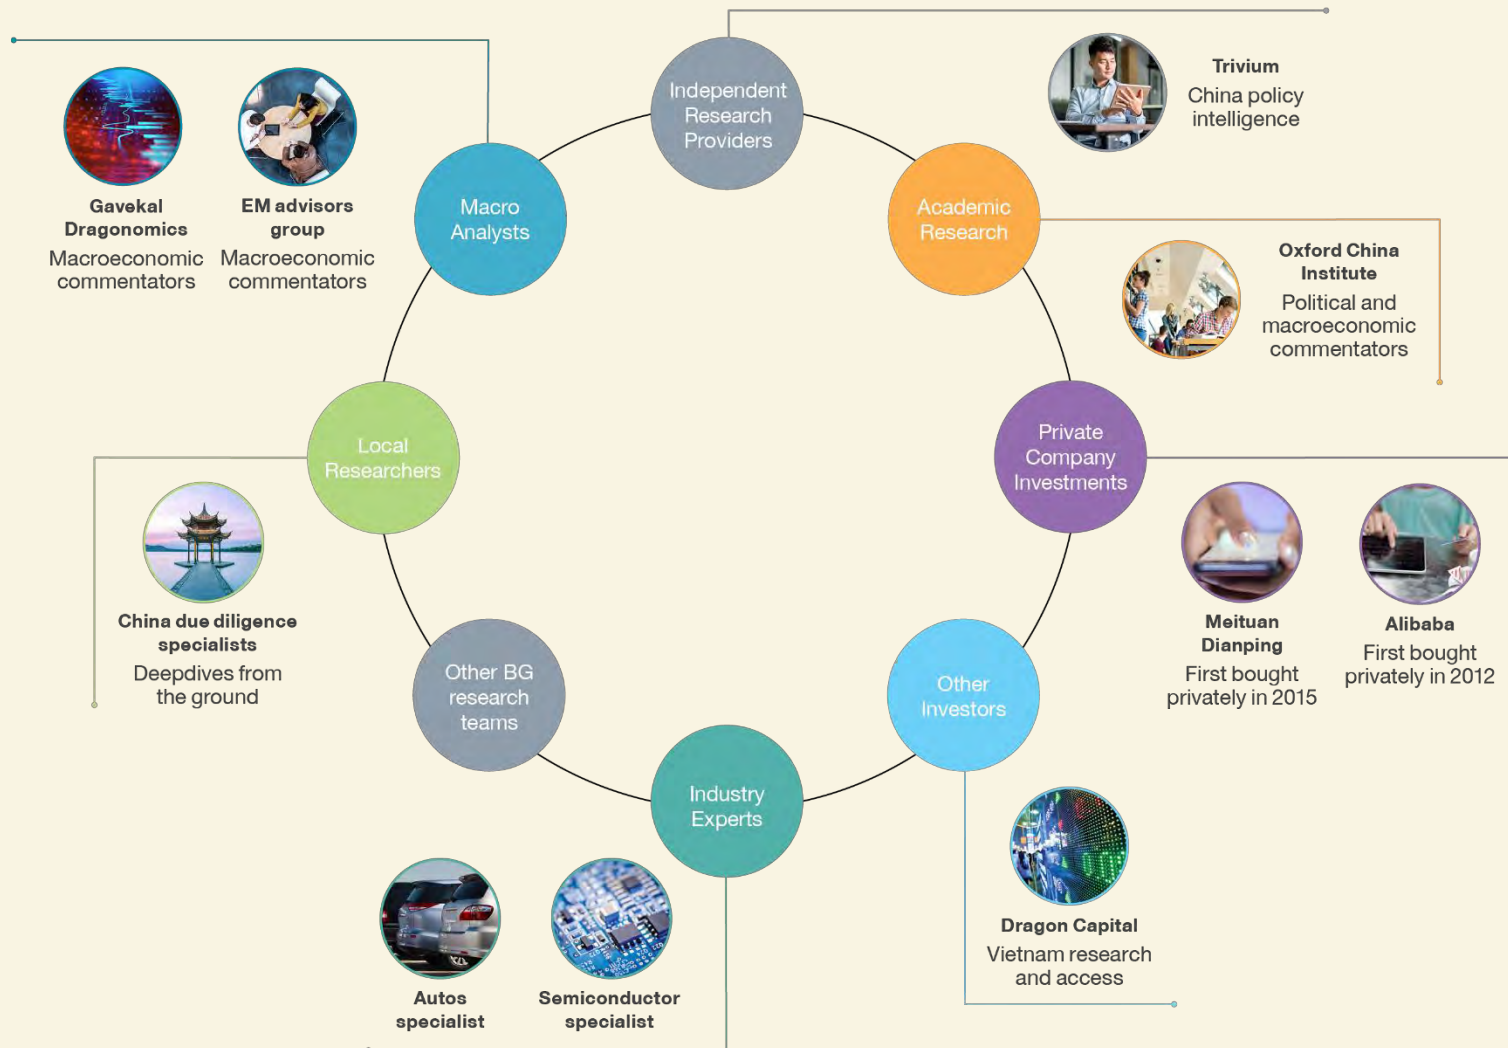 Independent
Research
Providers
Trivium
China policy
intelligence
Academic
Research
Oxford China
Institute
Political and
macroeconomic
commentators
Private
Company
Investments
Meituan
Dianping
First bought
privately in 2015
Alibaba
First bought
privately in 2012
Other
Investors
Dragon Capital
Vietnam research
and access
Industry
Experts
Autos
specialist
Semiconductor
specialist
Other BG
research
teams
Local
Researchers
China due diligence
specialists
Deepdives from
the ground
Macro
Analysts
Gavekal
Dragonomics
Macroeconomic
commentators
EM advisors
group
Macroeconomic
commentators